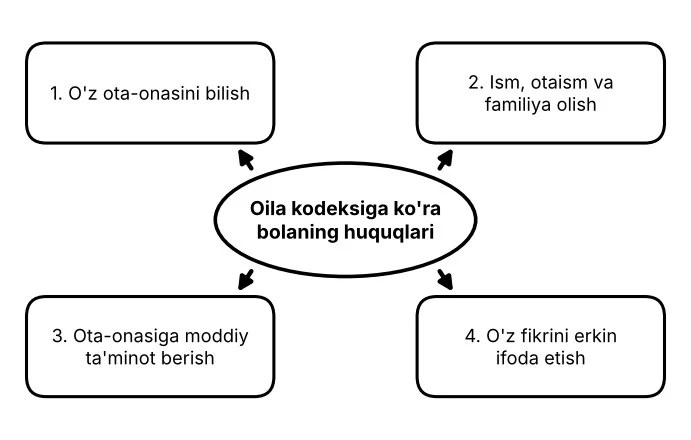 1. O'z ota-onasini bilish
2. Ism, otaism va
familiya olish
Oila kodeksiga ko'ra
bolaning huquqlari
3. Ota-onasiga moddiy
ta'minot berish
4. O'z fikrini erkin
ifoda etish